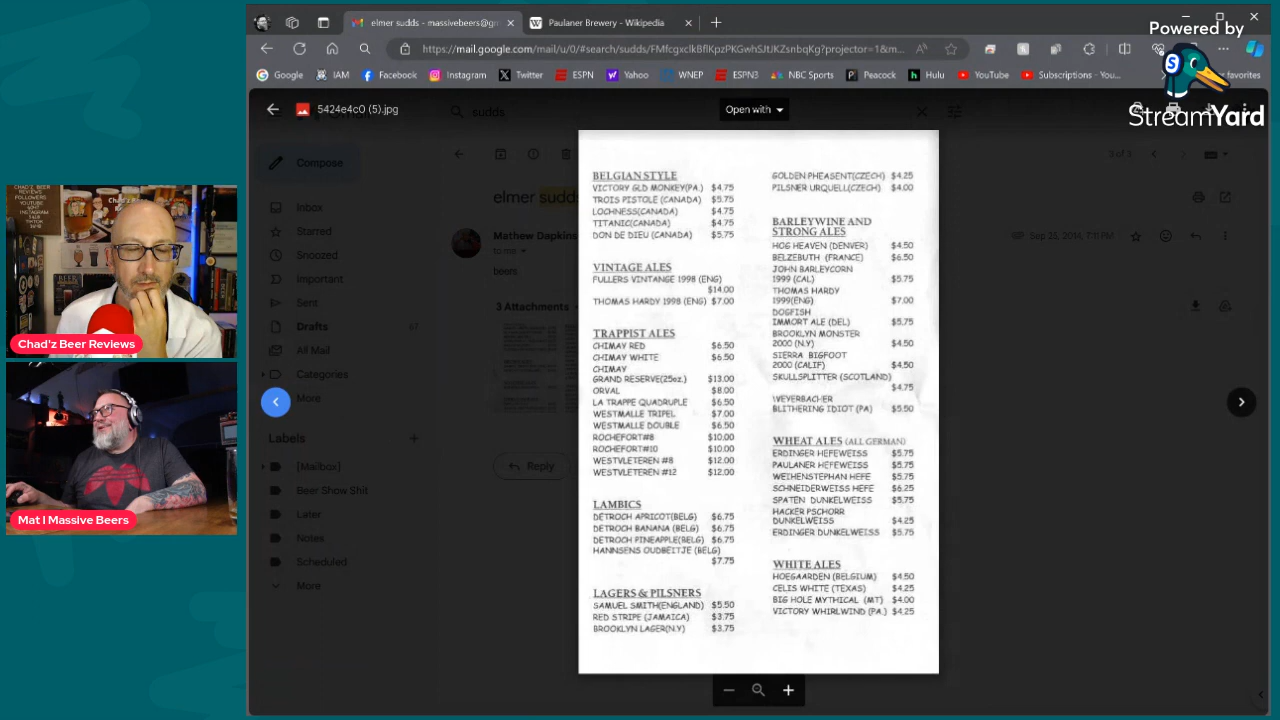 elmer sudds - massivebeers@gm
Paulaner Brewery - Wikipedia
Powered by
StreamYard
https://mail.google.com/mail/u/0/#search/sudds/FMfcgxclkBflKpzPKGwhSJtJKZsnbqKg?projector=1&m...
Google
IAM
Facebook
Instagram
Twitter
ESPN
Yahoo
WNEP
ESPN3
NBC Sports
Peacock
Hulu
YouTube
Subscriptions - You...
favorites
5424e4c0 (5).jpg
sudds
Open with
Compose
3 of 3
Inbox
Starred
Snoozed
Important
Sent
Drafts
All Mail
Categories
More
Labels
[Mailbox]
Beer Show Shit
Later
Notes
Scheduled
More
elmer sudds
Mathew Dapkins
to me
Sep 25, 2014, 7:11 PM
beers
3 Attachments
Reply
BELGIAN STYLE
VICTORY GLD MONKEY(PA.) $4.75
TROIS PISTOLE (CANADA) $5.75
LOCHNESS(CANADA) $4.75
TITANIC(CANADA) $4.75
DON DE DIEU (CANADA) $5.75
VINTAGE ALES
FULLERS VINTANGE 1998 (ENG)
$14.00
THOMAS HARDY 1998 (ENG) $7.00
TRAPPIST ALES
CHIMAY RED $6.50
CHIMAY WHITE $6.50
CHIMAY
GRAND RESERVE(25oz.) $13.00
ORVAL $8.00
LA TRAPPE QUADRUPLE $6.50
WESTMALLE TRIPEL $7.00
WESTMALLE DOUBLE $6.50
ROCHEFORT#8 $10.00
ROCHEFORT#10 $10.00
WESTVLETEREN #8 $12.00
WESTVLETEREN #12 $12.00
LAMBICS
DETROCH APRICOT(BELG) $6.75
DETROCH BANANA (BELG) $6.75
DETROCH PINEAPPLE(BELG) $6.75
HANNSENS OUDBEITJE (BELG)
$7.75
LAGERS & PILSNERS
SAMUEL SMITH(ENGLAND) $5.50
RED STRIPE (JAMAICA) $3.75
BROOKLYN LAGER(N.Y) $3.75
GOLDEN PHEASENT(CZECH) $4.25
PILSNER URQUELL(CZECH) $4.00
BARLEYWINE AND
STRONG ALES
HOG HEAVEN (DENVER) $4.50
BELZEBUTH (FRANCE) $6.50
JOHN BARLEYCORN
1999 (CAL) $5.75
THOMAS HARDY
1999(ENG) $7.00
DOGFISH
IMMORT ALE (DEL) $5.75
BROOKLYN MONSTER
2000 (N.Y) $4.50
SIERRA BIGFOOT
2000 (CALIF) $4.50
SKULLSPLITTER (SCOTLAND)
$4.75
WEYERBACHER
BLITHERING IDIOT (PA) $5.50
WHEAT ALES (ALL GERMAN)
ERDINGER HEFEWEISS $5.75
PAULANER HEFEWEISS $5.75
WEIHENSTEPHAN HEFE $5.75
SCHNEIDERWEISS HEFE $6.25
SPATEN DUNKELWEISS $5.75
HACKER PSCHORR
DUNKELWEISS $4.25
ERDINGER DUNKELWEISS $5.75
WHITE ALES
HOEGAARDEN (BELGIUM) $4.50
CELIS WHITE (TEXAS) $4.25
BIG HOLE MYTHICAL (MT) $4.00
VICTORY WHIRLWIND (PA.) $4.25
Chad'z Beer Reviews
Mat I Massive Beers